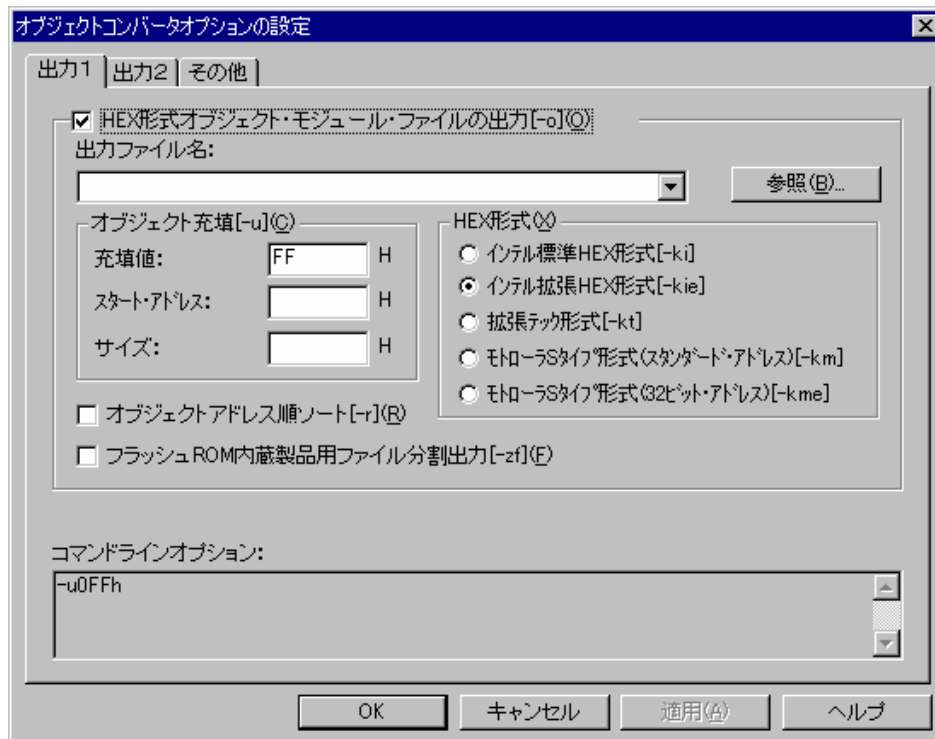 オブジェクトコンバータオプションの設定
出力1 出力2 その他
HEX形式オブジェクト・モジュール・ファイルの出力[-o](O)
出力ファイル名:
参照(B)...
オブジェクト充填[-u](C)
充填値: FF H
スタート・アドレス: H
サイズ: H
HEX形式(X)
インテル標準HEX形式[-ki]
インテル拡張HEX形式[-kie]
拡張テック形式[-kt]
モトローラSタイプ形式(スタンダード・アドレス)[-km]
モトローラSタイプ形式(32ビット・アドレス)[-kme]
オブジェクトアドレス順ソート[-r](R)
フラッシュROM内蔵製品用ファイル分割出力[-zf](F)
コマンドラインオプション:
-u0FFh
OK キャンセル 適用(A) ヘルプ